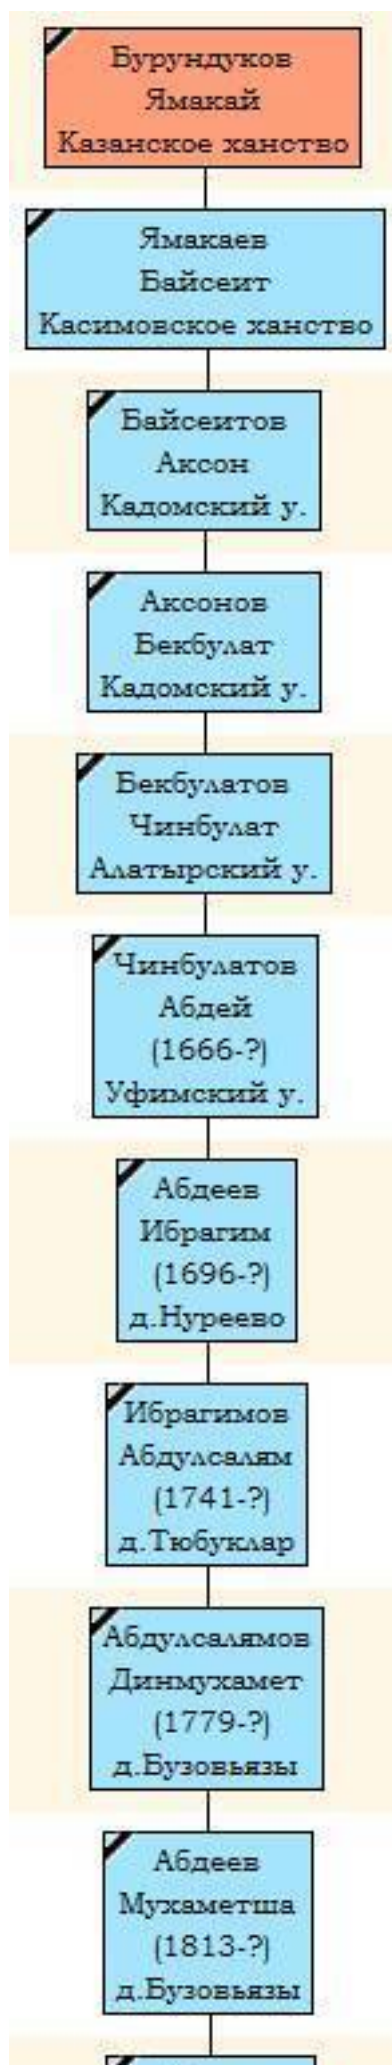 Бурундуков
Ямакай
Казанское ханство
Ямакаев
Байсеит
Касимовское ханство
Байсеитов
Аксон
Кадомский у.
Аксонов
Бекбулат
Кадомский у.
Бекбулатов
Чинбулат
Алатырский у.
Чинбулатов
Абдей
(1666-?)
Уфимский у.
Абдеев
Ибрагим
(1696-?)
д.Нуреево
Ибрагимов
Абдулсалям
(1741-?)
д.Тюбуклар
Абдулсалямов
Динмухамет
(1779-?)
д.Бузовьязы
Абдеев
Мухаметша
(1813-?)
д.Бузовьязы